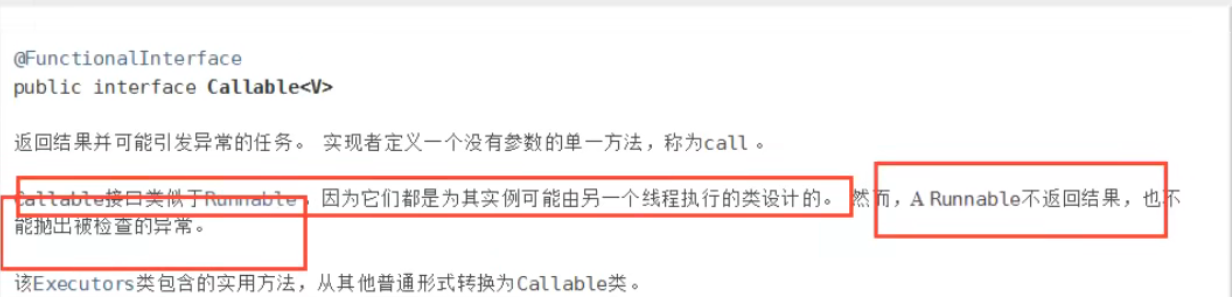 @FunctionalInterface
public interface Callable<V>
返回结果并可能引发异常的任务。 实现者定义一个没有参数的单一方法，称为call 。
Callable接口类似于Runnable ，因为它们都是为其实例可能由另一个线程执行的类设计的。 然而，A Runnable不返回结果，也不
能抛出被检查的异常。
该Executors类包含的实用方法，从其他普通形式转换为Callable类。